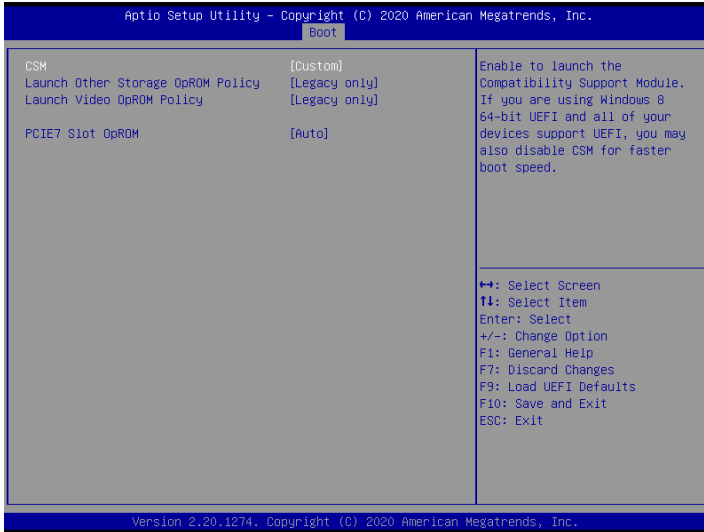 Aptio Setup Utility – Copyright (C) 2020 American Megatrends, Inc.
Boot
CSM [Custom]
Launch Other Storage OpROM Policy [Legacy only]
Launch Video OpROM Policy [Legacy only]
PCIE7 Slot OpROM [Auto]
Enable to launch the
Compatibility Support Module.
If you are using Windows 8
64-bit UEFI and all of your
devices support UEFI, you may
also disable CSM for faster
boot speed.
↔: Select Screen
↑↓: Select Item
Enter: Select
+/-: Change Option
F1: General Help
F7: Discard Changes
F9: Load UEFI Defaults
F10: Save and Exit
ESC: Exit
Version 2.20.1274. Copyright (C) 2020 American Megatrends, Inc.